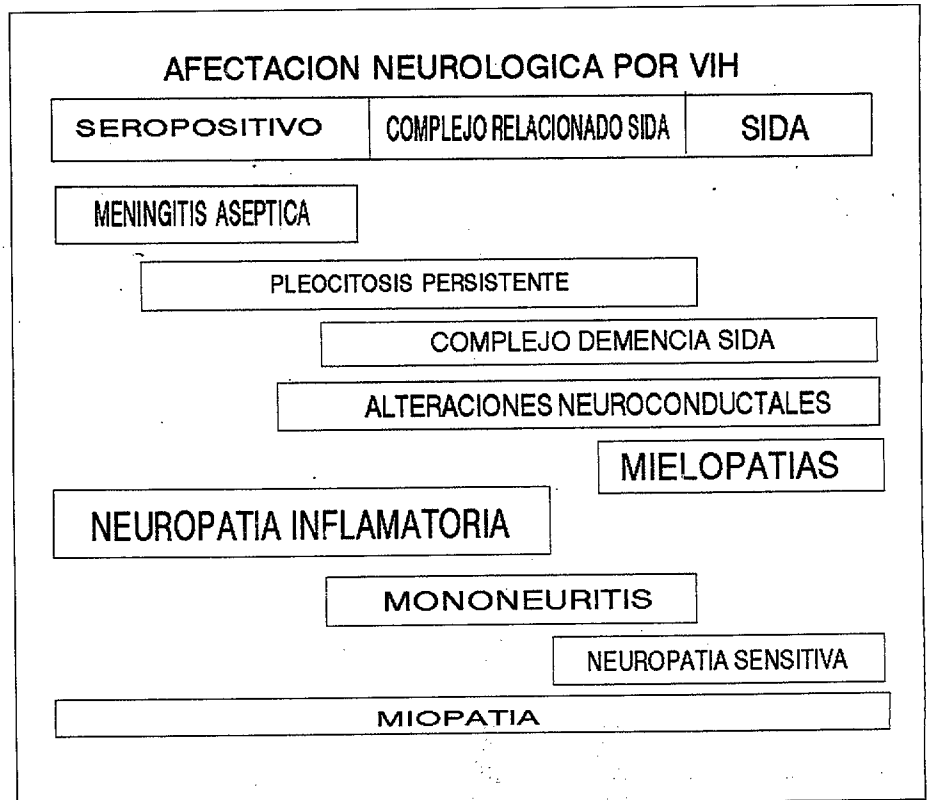 AFECTACION NEUROLOGICA POR VIH
SEROPOSITIVO COMPLEJO RELACIONADO SIDA SIDA
MENINGITIS ASEPTICA
PLEOCITOSIS PERSISTENTE
COMPLEJO DEMENCIA SIDA
ALTERACIONES NEUROCONDUCTALES
MIELOPATIAS
NEUROPATIA INFLAMATORIA
MONONEURITIS
NEUROPATIA SENSITIVA
MIOPATIA